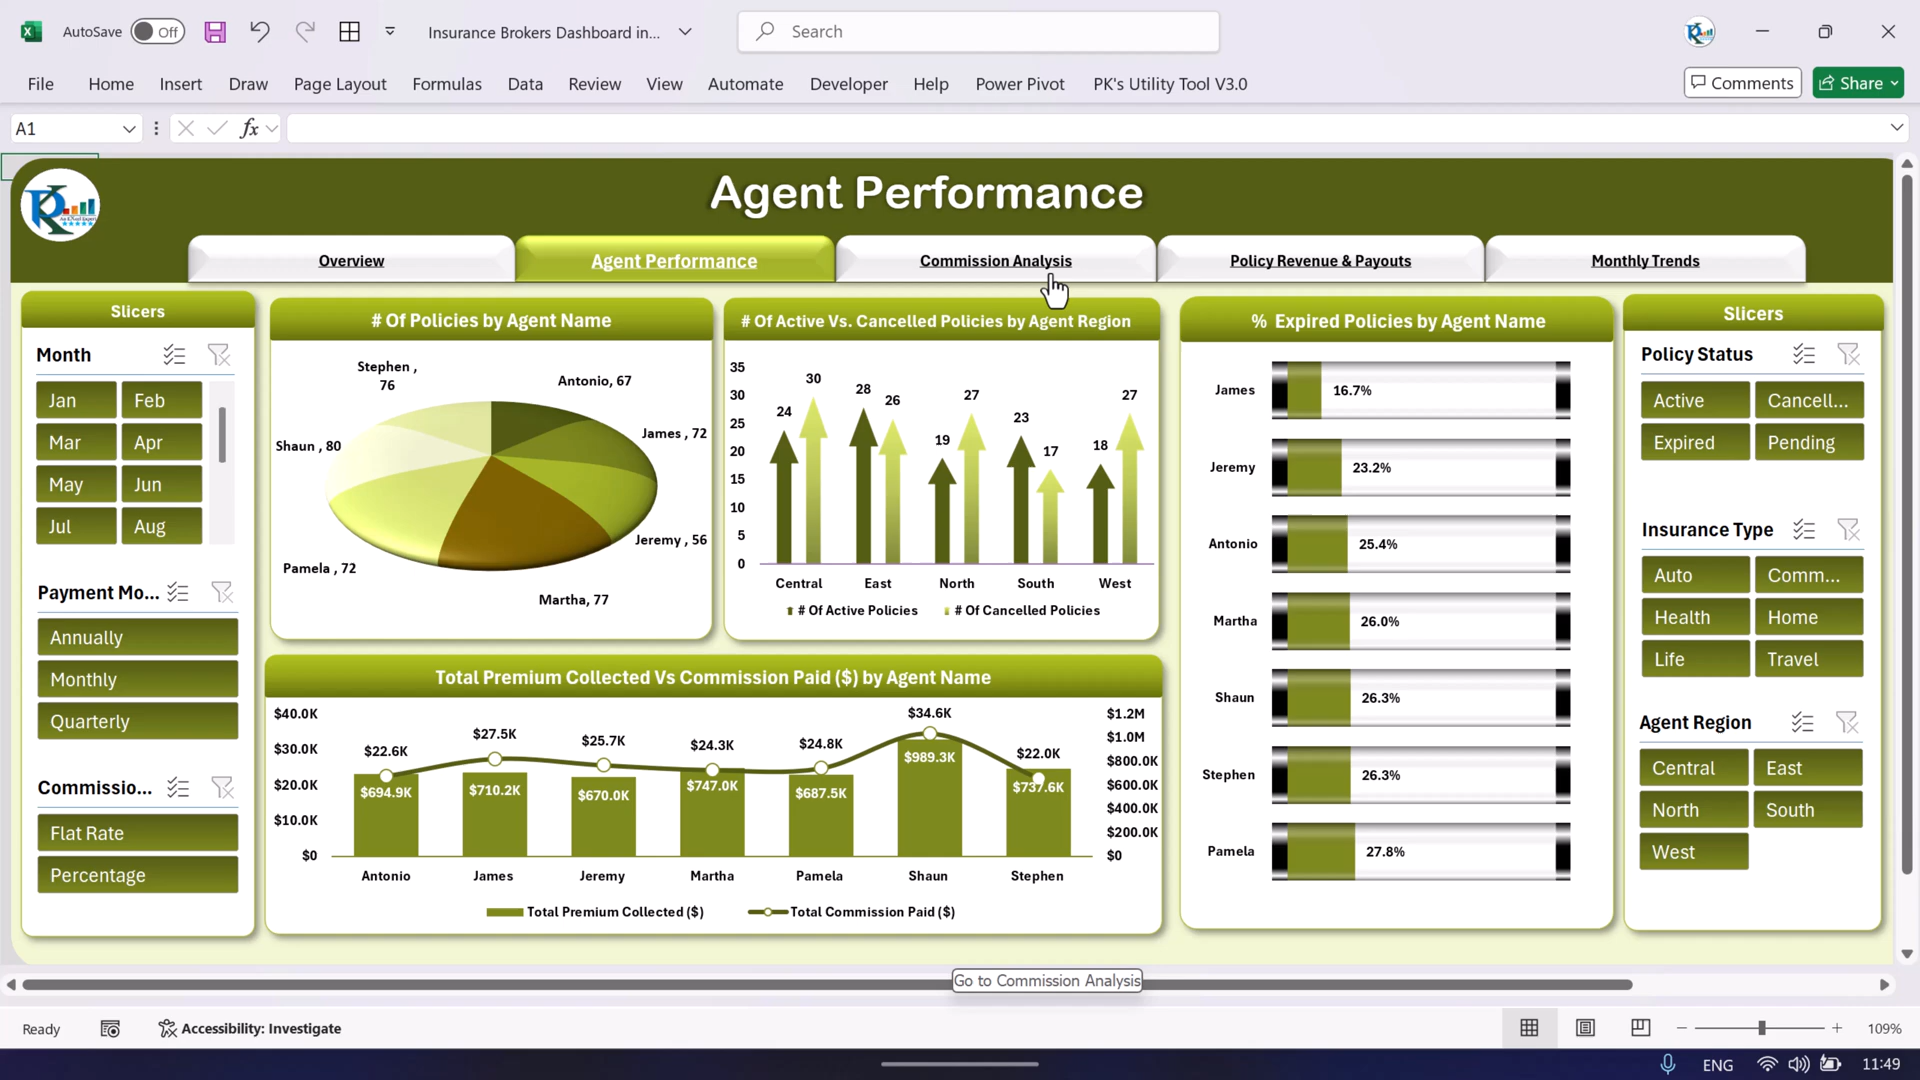 AutoSave
Off
Insurance Brokers Dashboard in...
Search
File
Home
Insert
Draw
Page Layout
Formulas
Data
Review
View
Automate
Developer
Help
Power Pivot
PK's Utility Tool V3.0
Comments
Share
A1
fx
Agent Performance
Overview
Agent Performance
Commission Analysis
Policy Revenue & Payouts
Monthly Trends
Slicers
Month
Jan
Feb
Mar
Apr
May
Jun
Jul
Aug
Payment Mo...
Annually
Monthly
Quarterly
Commissio...
Flat Rate
Percentage
# Of Policies by Agent Name
Stephen ,
76
Antonio, 67
James , 72
Shaun , 80
Jeremy , 56
Pamela , 72
Martha, 77
# Of Active Vs. Cancelled Policies by Agent Region
35
30
25
20
15
10
5
0
24
30
28
26
19
27
23
17
18
27
Central
East
North
South
West
# Of Active Policies
# Of Cancelled Policies
Total Premium Collected Vs Commission Paid ($) by Agent Name
$40.0K
$30.0K
$20.0K
$10.0K
$0
$22.6K
$27.5K
$25.7K
$24.3K
$24.8K
$34.6K
$22.0K
$694.9K
$710.2K
$670.0K
$747.0K
$687.5K
$989.3K
$737.6K
$1.2M
$1.0M
$800.0K
$600.0K
$400.0K
$200.0K
$0
Antonio
James
Jeremy
Martha
Pamela
Shaun
Stephen
Total Premium Collected ($)
Total Commission Paid ($)
% Expired Policies by Agent Name
James
16.7%
Jeremy
23.2%
Antonio
25.4%
Martha
26.0%
Shaun
26.3%
Stephen
26.3%
Pamela
27.8%
Slicers
Policy Status
Active
Cancell...
Expired
Pending
Insurance Type
Auto
Comm...
Health
Home
Life
Travel
Agent Region
Central
East
North
South
West
Go to Commission Analysis
Ready
Accessibility: Investigate
109%
ENG
11:49